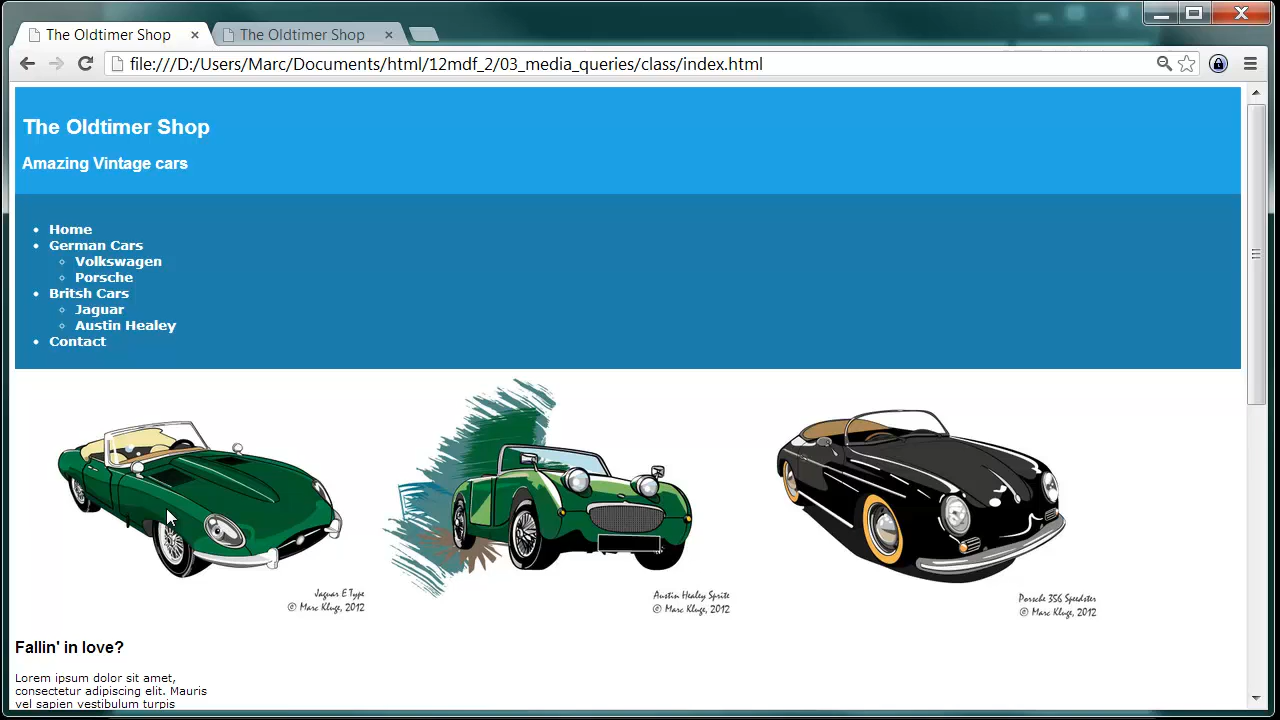 The Oldtimer Shop
The Oldtimer Shop
file:///D:/Users/Marc/Documents/html/12mdf_2/03_media_queries/class/index.html
The Oldtimer Shop
Amazing Vintage cars
Home
German Cars
Volkswagen
Porsche
Britsh Cars
Jaguar
Austin Healey
Contact
Jaguar E Type
© Marc Kluge, 2012
Austin Healey Sprite
© Marc Kluge, 2012
Porsche 356 Speedster
© Marc Kluge, 2012
Fallin' in love?
Lorem ipsum dolor sit amet,
consectetur adipiscing elit. Mauris
vel sapien vestibulum turpis